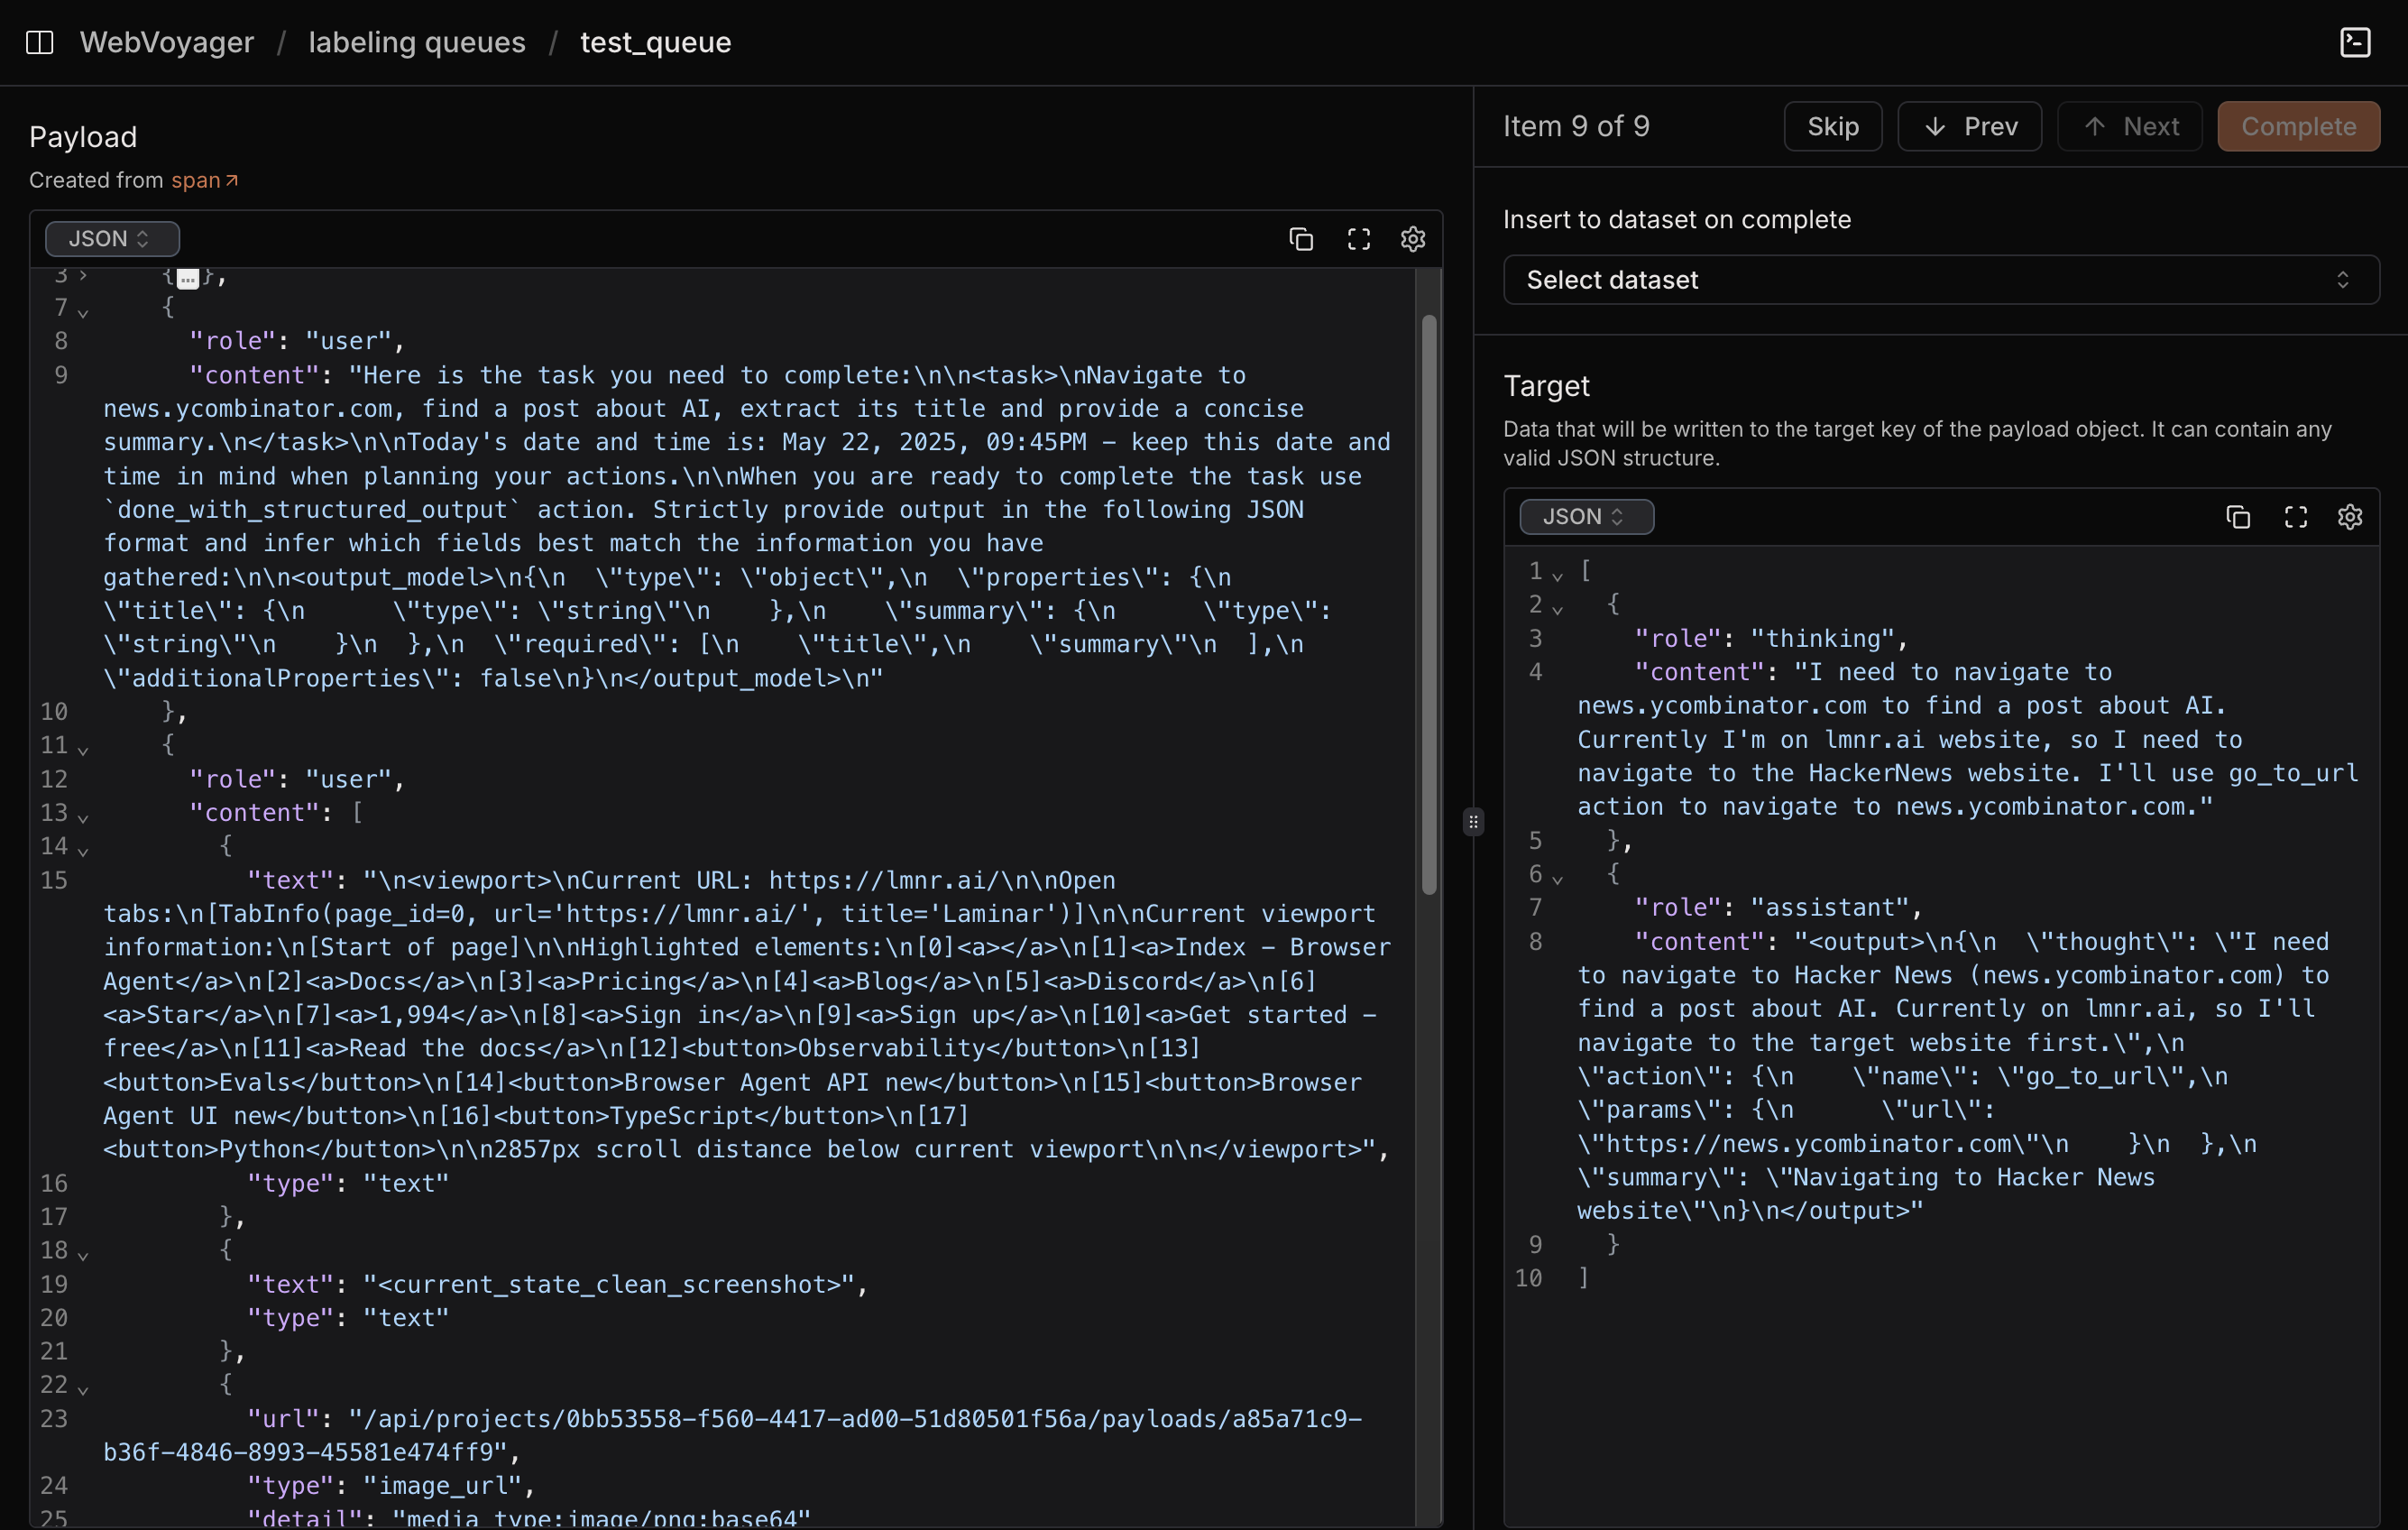 WebVoyager / labeling queues / test_queue
Payload
Created from span
JSON
3 {…},
7 {
8 "role": "user",
9 "content": "Here is the task you need to complete:\n\n<task>\nNavigate to
news.ycombinator.com, find a post about AI, extract its title and provide a concise
summary.\n</task>\n\nToday's date and time is: May 22, 2025, 09:45PM – keep this date and
time in mind when planning your actions.\n\nWhen you are ready to complete the task use
`done_with_structured_output` action. Strictly provide output in the following JSON
format and infer which fields best match the information you have
gathered:\n\n<output_model>\n{\n  \"type\": \"object\",\n  \"properties\": {\n
\"title\": {\n      \"type\": \"string\"\n    },\n    \"summary\": {\n      \"type\":
\"string\"\n    }\n  },\n  \"required\": [\n    \"title\",\n    \"summary\"\n  ],\n
\"additionalProperties\": false\n}\n</output_model>\n"
10 },
11 {
12 "role": "user",
13 "content": [
14 {
15 "text": "\n<viewport>\nCurrent URL: https://lmnr.ai/\n\nOpen
tabs:\n[TabInfo(page_id=0, url='https://lmnr.ai/', title='Laminar')]\n\nCurrent viewport
information:\n[Start of page]\n\nHighlighted elements:\n[0]<a></a>\n[1]<a>Index – Browser
Agent</a>\n[2]<a>Docs</a>\n[3]<a>Pricing</a>\n[4]<a>Blog</a>\n[5]<a>Discord</a>\n[6]
<a>Star</a>\n[7]<a>1,994</a>\n[8]<a>Sign in</a>\n[9]<a>Sign up</a>\n[10]<a>Get started –
free</a>\n[11]<a>Read the docs</a>\n[12]<button>Observability</button>\n[13]
<button>Evals</button>\n[14]<button>Browser Agent API new</button>\n[15]<button>Browser
Agent UI new</button>\n[16]<button>TypeScript</button>\n[17]
<button>Python</button>\n\n2857px scroll distance below current viewport\n\n</viewport>",
16 "type": "text"
17 },
18 {
19 "text": "<current_state_clean_screenshot>",
20 "type": "text"
21 },
22 {
23 "url": "/api/projects/0bb53558-f560-4417-ad00-51d80501f56a/payloads/a85a71c9-
b36f-4846-8993-45581e474ff9",
24 "type": "image_url",
25 "detail": "media_type:image/png;base64"
Item 9 of 9
Skip
Prev
Next
Complete
Insert to dataset on complete
Select dataset
Target
Data that will be written to the target key of the payload object. It can contain any
valid JSON structure.
JSON
1 [
2 {
3 "role": "thinking",
4 "content": "I need to navigate to
news.ycombinator.com to find a post about AI.
Currently I'm on lmnr.ai website, so I need to
navigate to the HackerNews website. I'll use go_to_url
action to navigate to news.ycombinator.com."
5 },
6 {
7 "role": "assistant",
8 "content": "<output>\n{\n  \"thought\": \"I need
to navigate to Hacker News (news.ycombinator.com) to
find a post about AI. Currently on lmnr.ai, so I'll
navigate to the target website first.\",\n
\"action\": {\n    \"name\": \"go_to_url\",\n
\"params\": {\n      \"url\":
\"https://news.ycombinator.com\"\n    }\n  },\n
\"summary\": \"Navigating to Hacker News
website\"\n}\n</output>"
9 }
10 ]